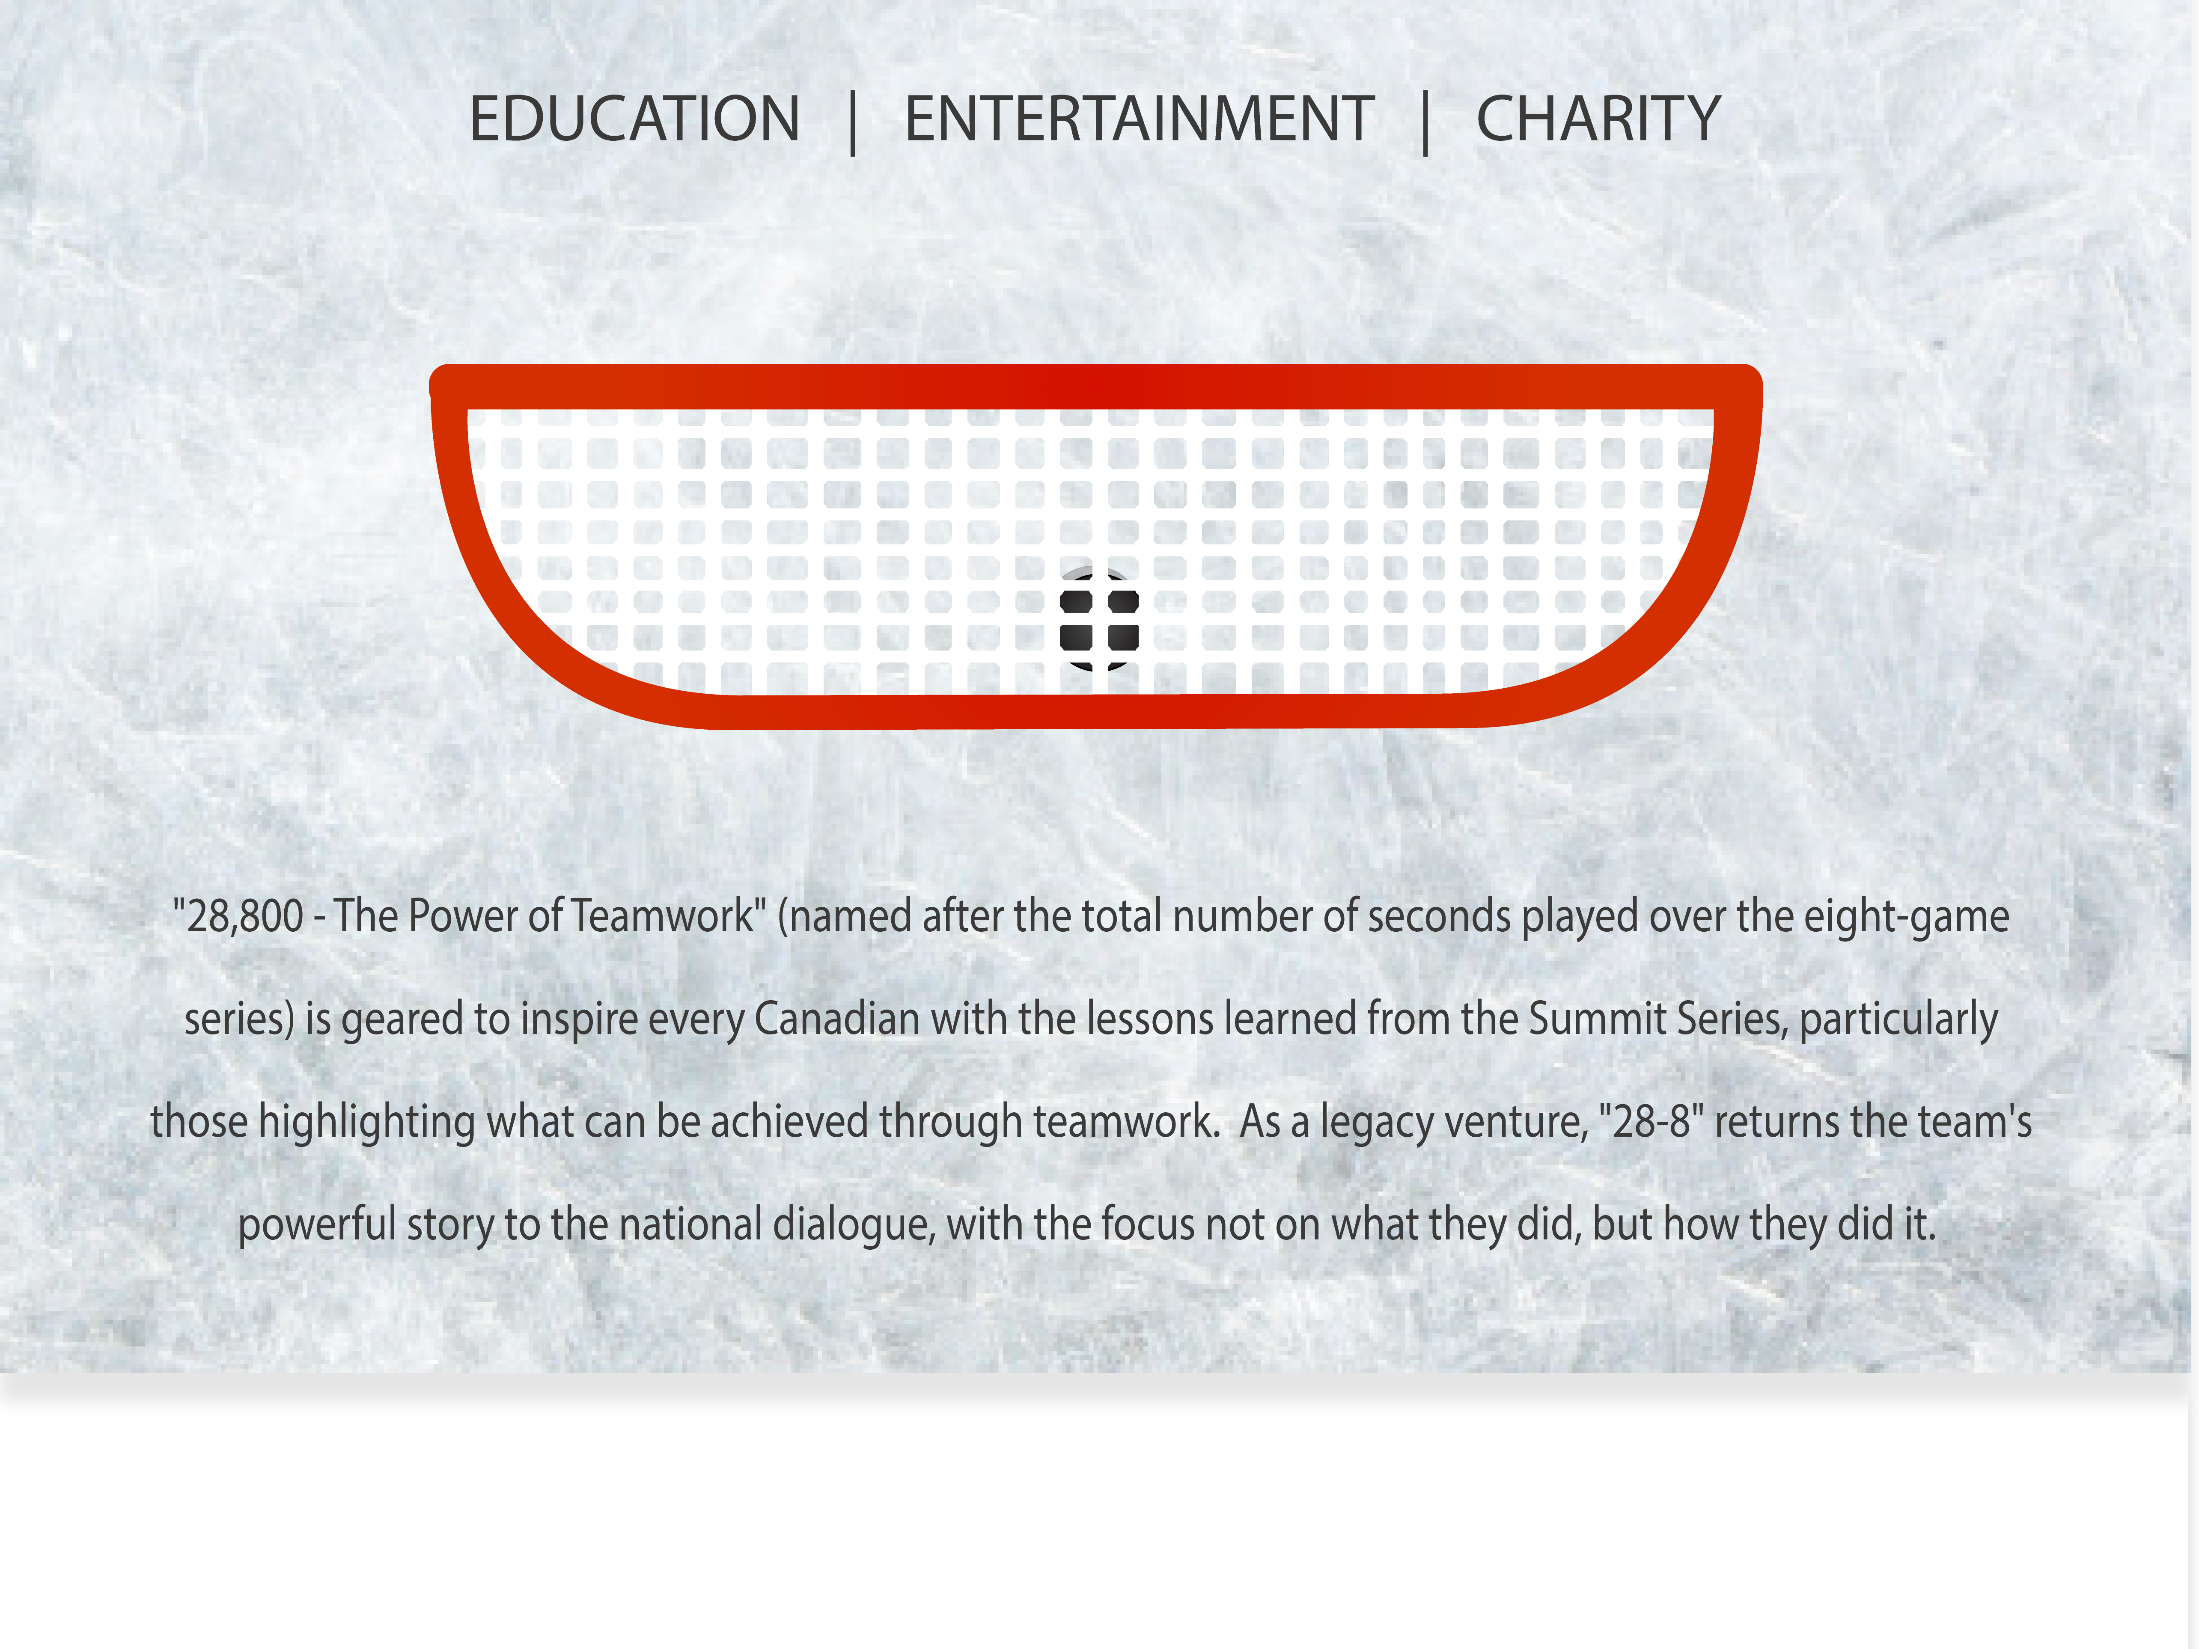 EDUCATION | ENTERTAINMENT | CHARITY
"28,800 - The Power of Teamwork" (named after the total number of seconds played over the eight-game
series) is geared to inspire every Canadian with the lessons learned from the Summit Series, particularly
those highlighting what can be achieved through teamwork.  As a legacy venture, "28-8" returns the team's
powerful story to the national dialogue, with the focus not on what they did, but how they did it.